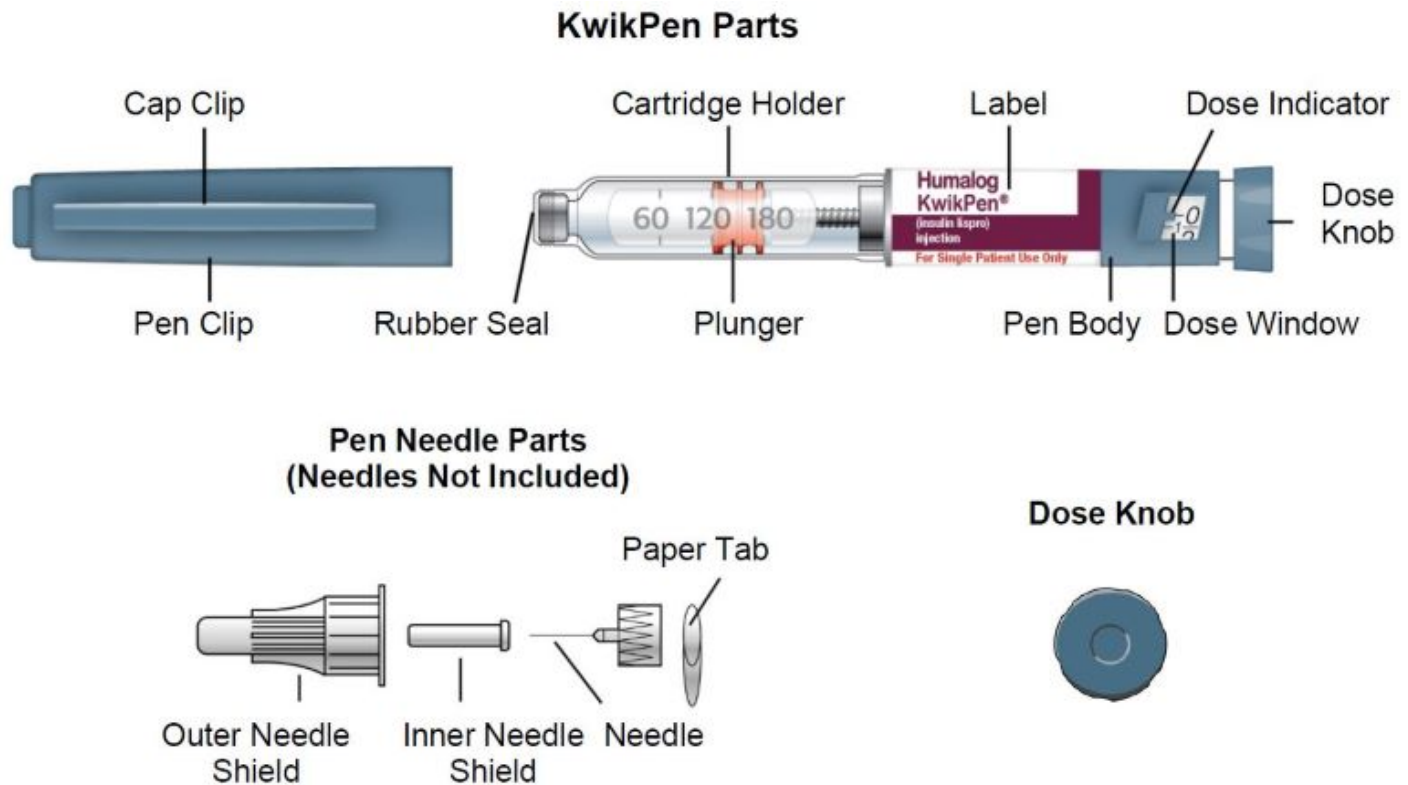 KwikPen Parts
Cap Clip
Cartridge Holder
Label
Dose Indicator
60 120 180
Humalog
KwikPen®
(insulin lispro)
injection
For Single Patient Use Only
0
1
Dose
Knob
Pen Clip
Rubber Seal
Plunger
Pen Body
Dose Window
Pen Needle Parts
(Needles Not Included)
Dose Knob
Paper Tab
Outer Needle
Shield
Inner Needle
Shield
Needle